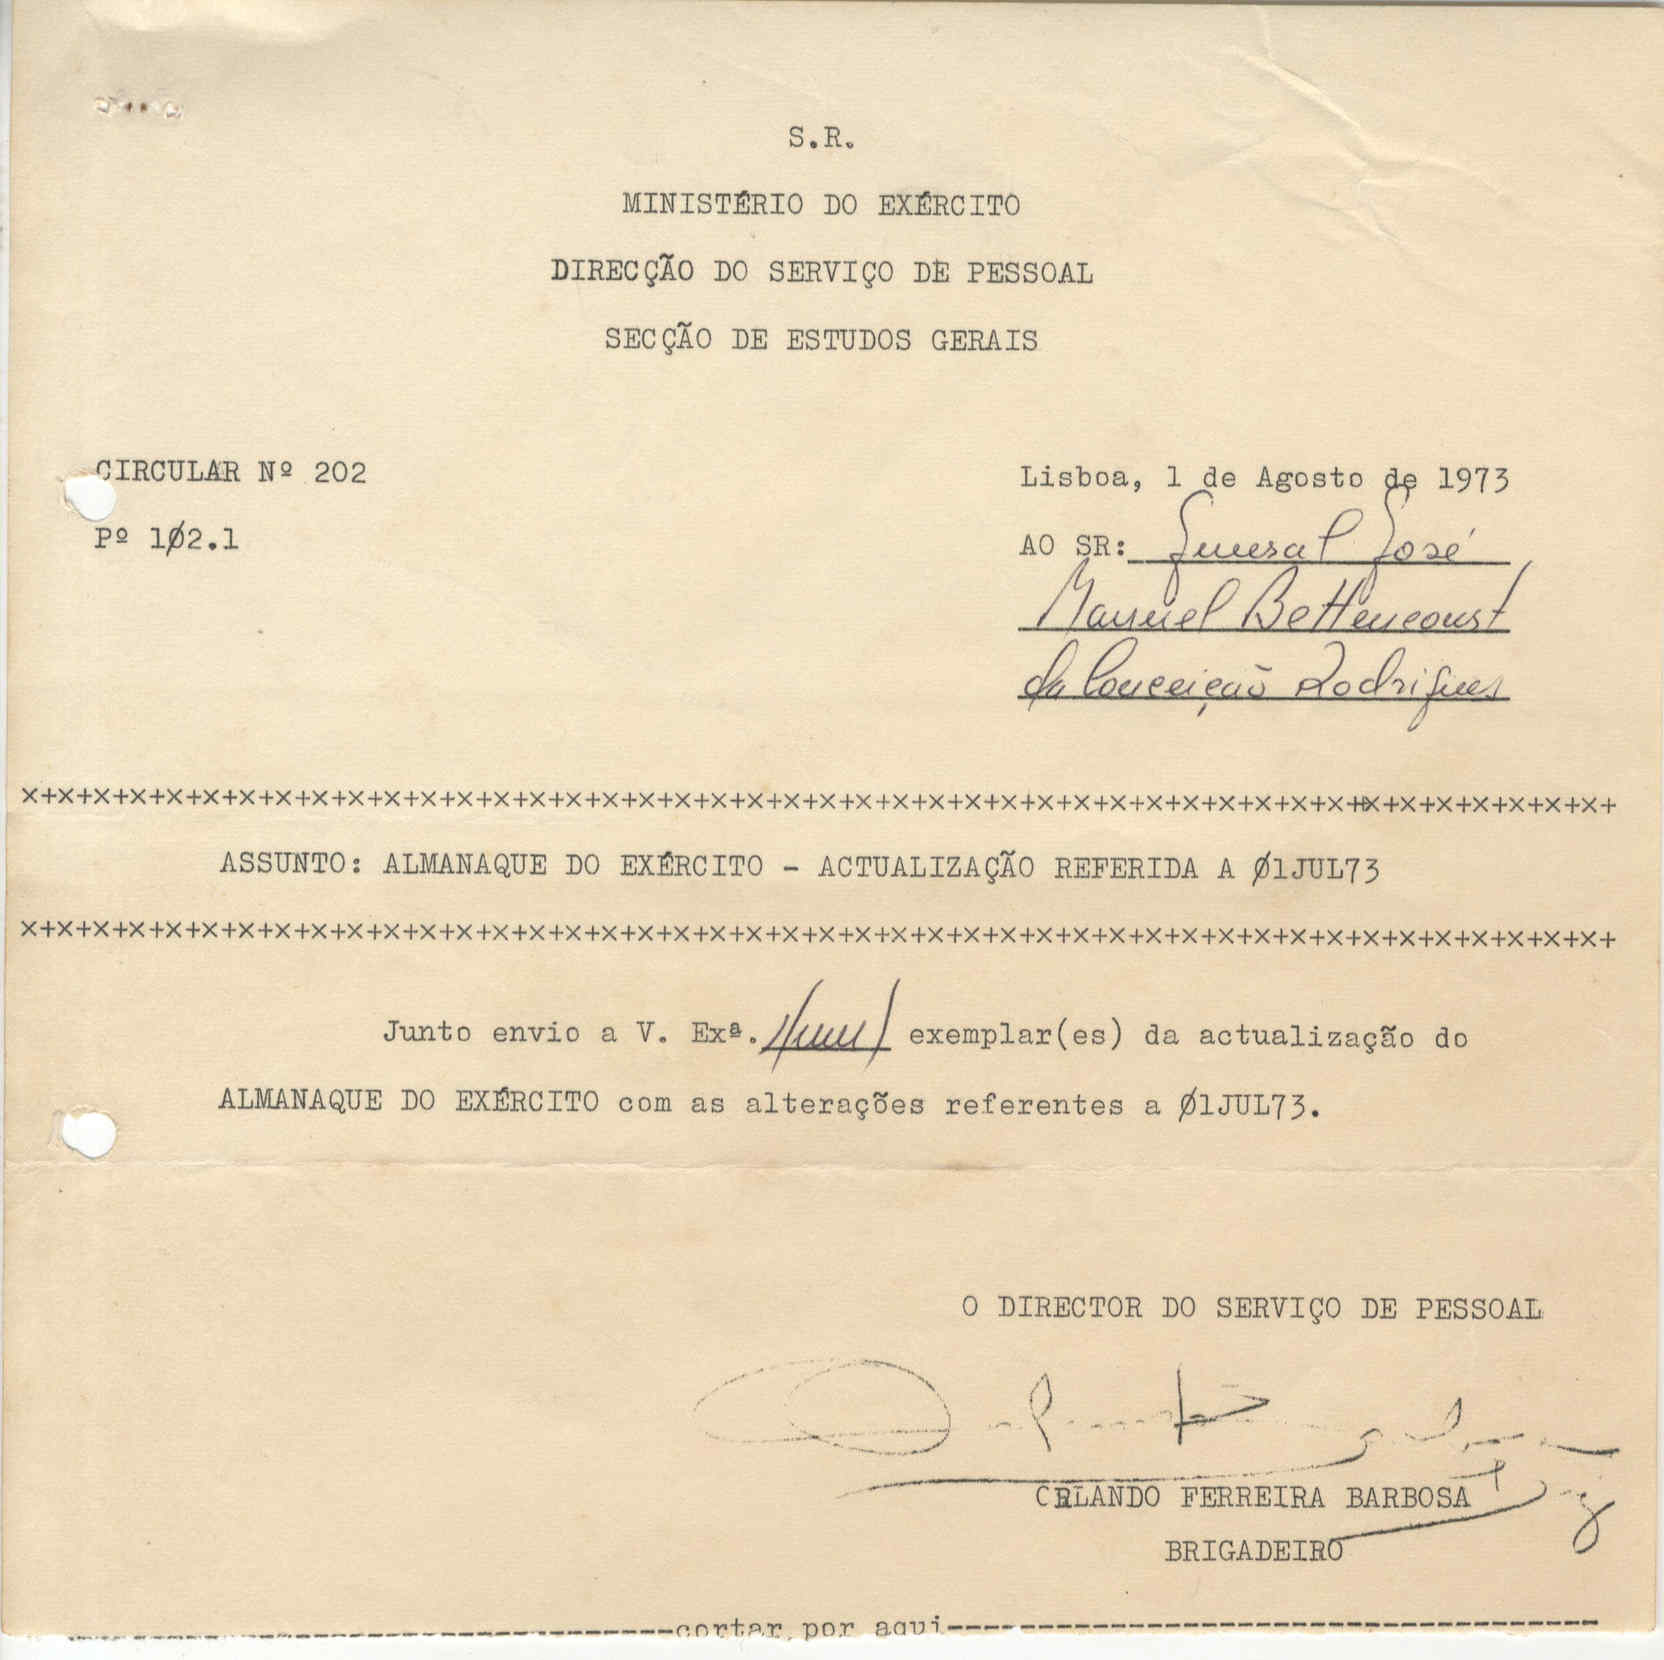 S.R.
MINISTÉRIO DO EXÉRCITO
DIRECÇÃO DO SERVIÇO DE PESSOAL
SECÇÃO DE ESTUDOS GERAIS
CIRCULAR Nº 202
Pº 1Ø2.1
Lisboa, 1 de Agosto de 1973
AO SR: General José
Manuel Bettencourt
da Conceição Rodrigues
x+x+x+x+x+x+x+x+x+x+x+x+x+x+x+x+x+x+x+x+x+x+x+x+x+x+x+x+x+x+x+x+x+x+x+x+x++x+x+x+x+x+x+x+
ASSUNTO: ALMANAQUE DO EXÉRCITO - ACTUALIZAÇÃO REFERIDA A Ø1JUL73
x+x+x+x+x+x+x+x+x+x+x+x+x+x+x+x+x+x+x+x+x+x+x+x+x+x+x+x+x+x+x+x+x+x+x+x+x+x+x+x+x+x+x+x+
Junto envio a V. Exª. /um/ exemplar(es) da actualização do
ALMANAQUE DO EXÉRCITO com as alterações referentes a Ø1JUL73.
O DIRECTOR DO SERVIÇO DE PESSOAL
ORLANDO FERREIRA BARBOSA
BRIGADEIRO
----------------------------------cortar por aqui------------------------------------